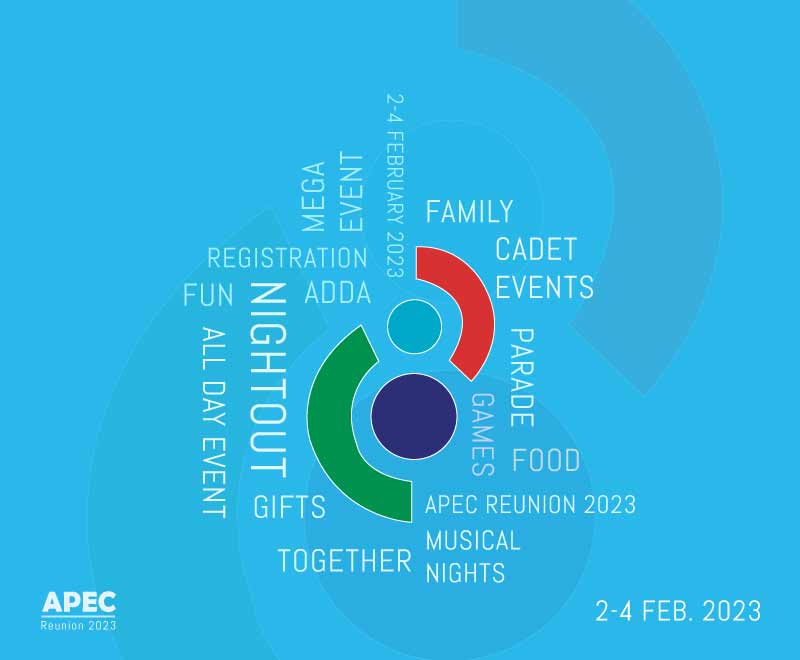 2-4 FEBRUARY 2023
MEGA
EVENT
FAMILY
CADET
EVENTS
REGISTRATION
ADDA
FUN
NIGHTOUT
ALL DAY EVENT
PARADE
GAMES
FOOD
GIFTS
APEC REUNION 2023
MUSICAL
NIGHTS
TOGETHER
APEC
Reunion 2023
2-4 FEB. 2023